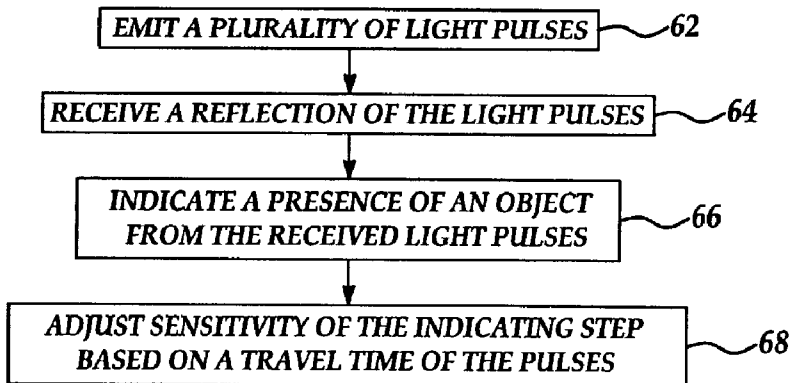 EMIT A PLURALITY OF LIGHT PULSES 62
RECEIVE A REFLECTION OF THE LIGHT PULSES 64
INDICATE A PRESENCE OF AN OBJECT
FROM THE RECEIVED LIGHT PULSES 66
ADJUST SENSITIVITY OF THE INDICATING STEP
BASED ON A TRAVEL TIME OF THE PULSES 68